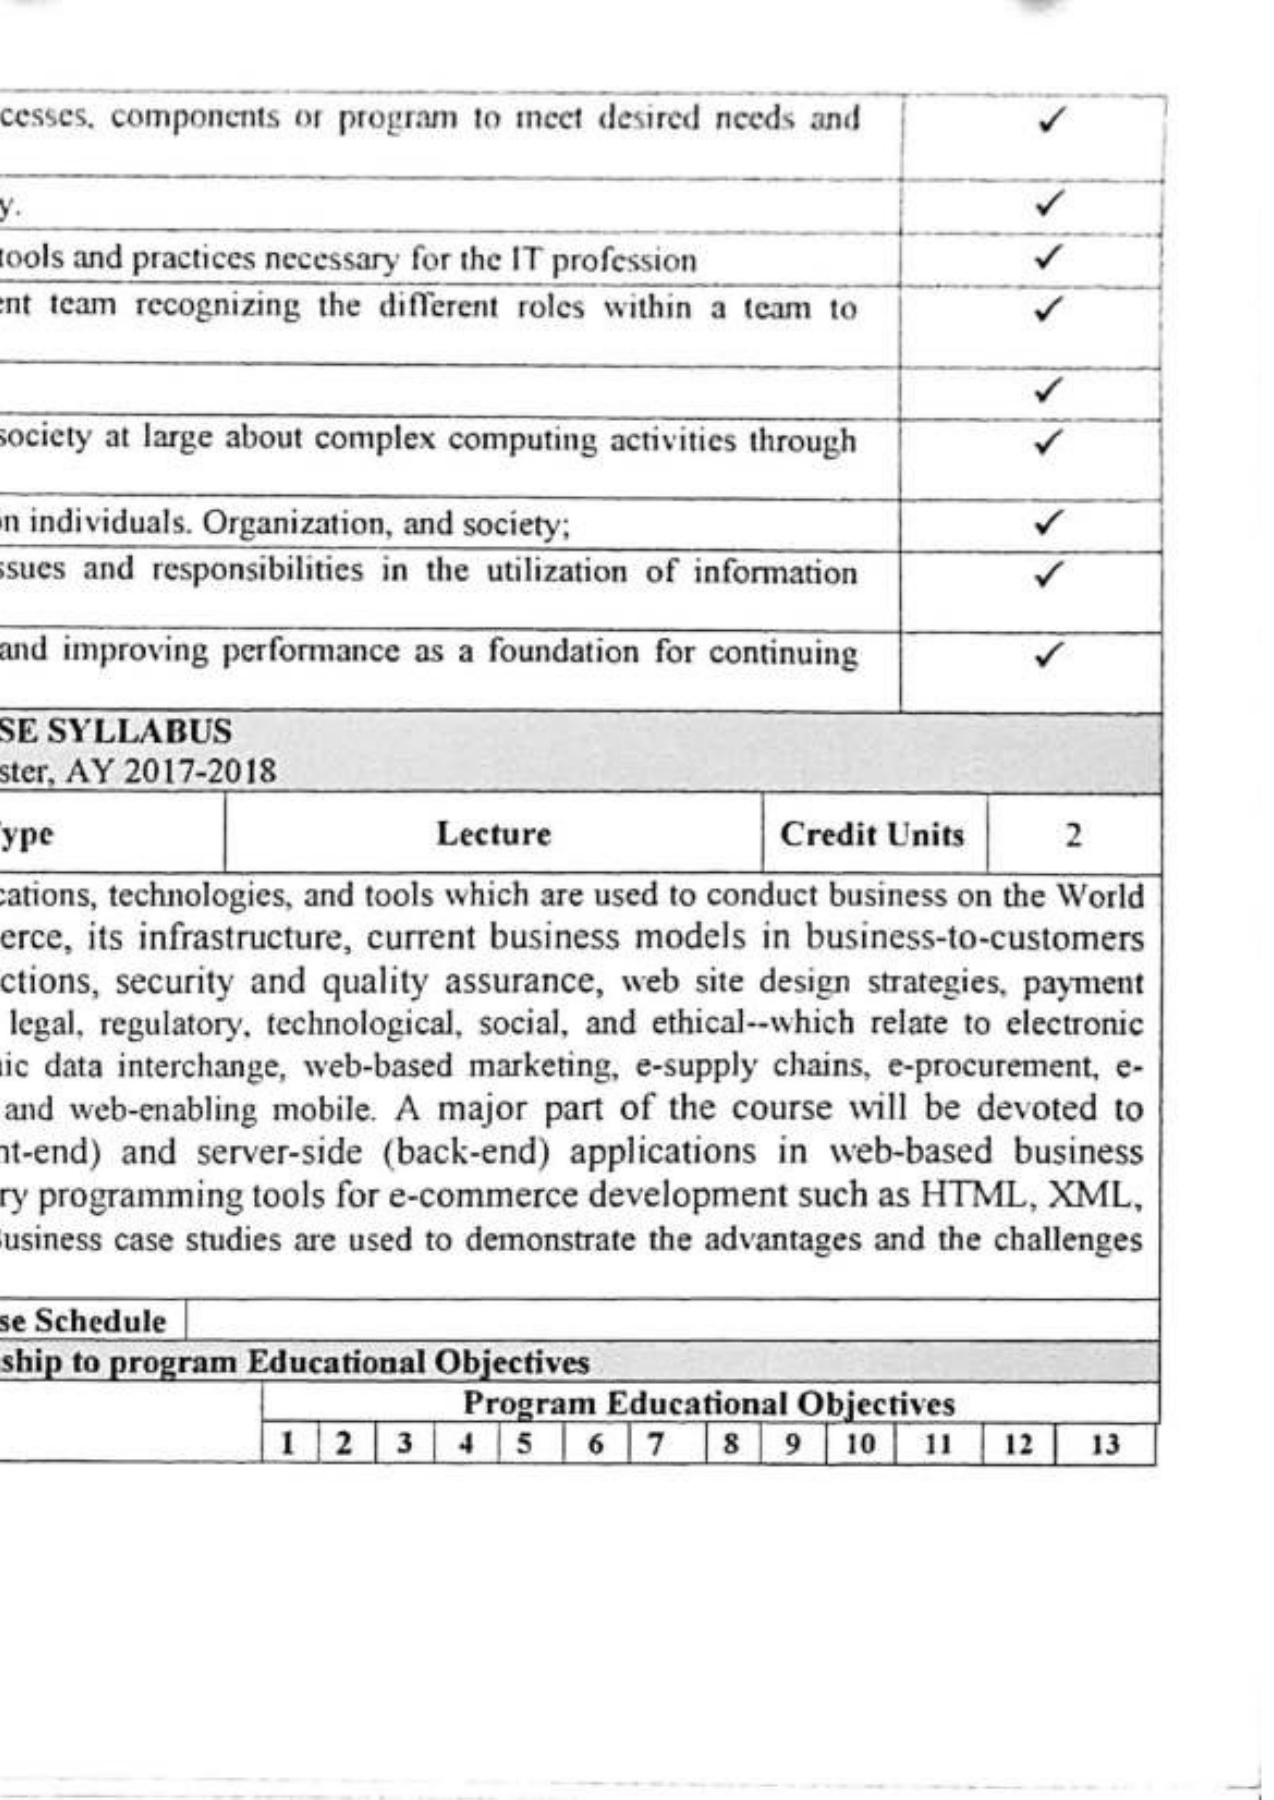 cesses, components or program to meet desired needs and ✓
y. ✓
tools and practices necessary for the IT profession ✓
ent team recognizing the different roles within a team to ✓
✓
society at large about complex computing activities through ✓
on individuals. Organization, and society; ✓
ssues and responsibilities in the utilization of information ✓
and improving performance as a foundation for continuing ✓
SE SYLLABUS
ster, AY 2017-2018
ype Lecture Credit Units 2
cations, technologies, and tools which are used to conduct business on the World
erce, its infrastructure, current business models in business-to-customers
ctions, security and quality assurance, web site design strategies, payment
legal, regulatory, technological, social, and ethical--which relate to electronic
nic data interchange, web-based marketing, e-supply chains, e-procurement, e-
and web-enabling mobile. A major part of the course will be devoted to
nt-end) and server-side (back-end) applications in web-based business
ry programming tools for e-commerce development such as HTML, XML,
Business case studies are used to demonstrate the advantages and the challenges
se Schedule
ship to program Educational Objectives
Program Educational Objectives
1 2 3 4 5 6 7 8 9 10 11 12 13